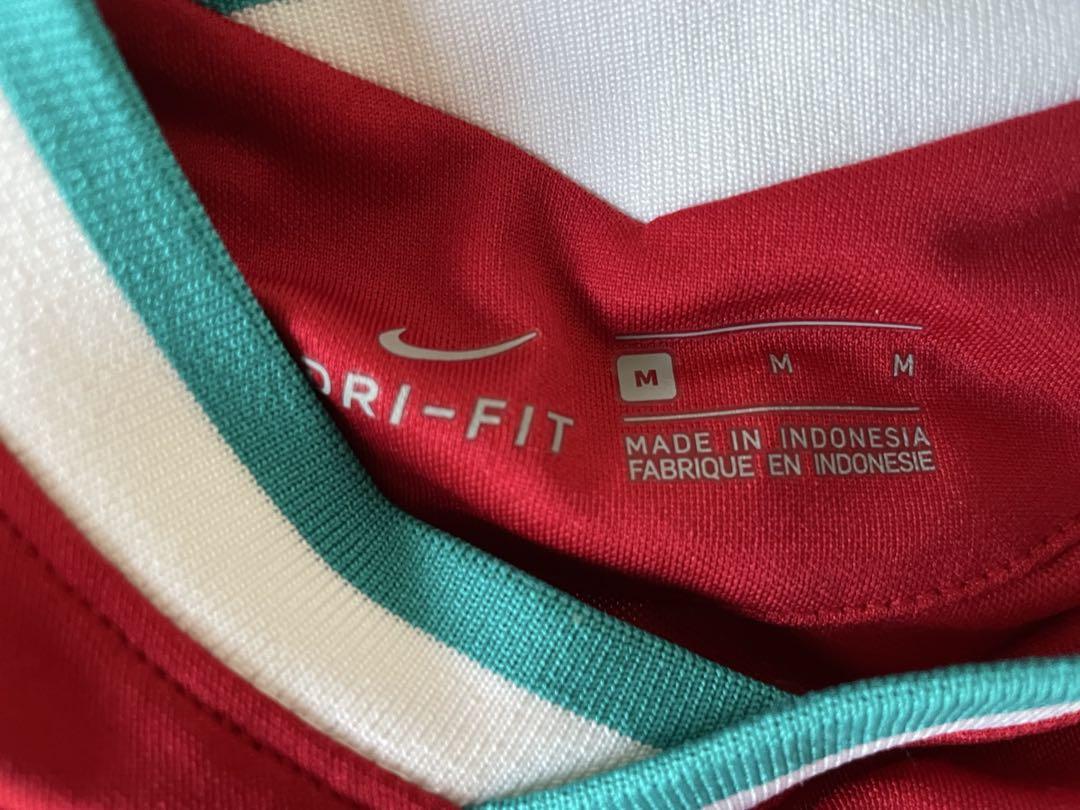 DRI-FIT
M M M
MADE IN INDONESIA
FABRIQUE EN INDONESIE